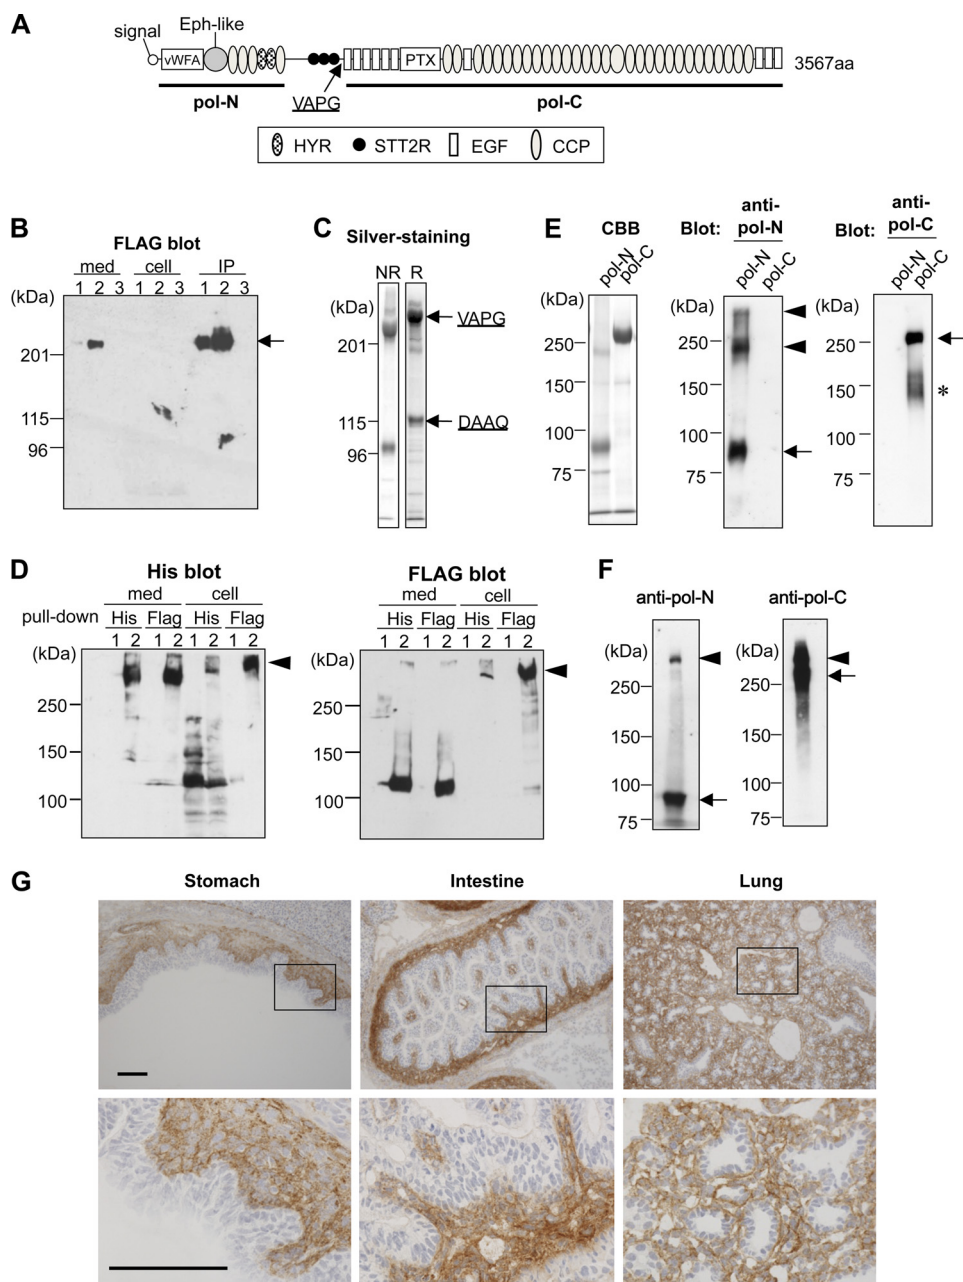 A
signal
Eph-like
vWFA
PTX
3567aa
pol-N
VAPG
pol-C
HYR STT2R EGF CCP
B
FLAG blot
med cell IP
1 2 3 1 2 3 1 2 3
(kDa)
201
115
96
C
Silver-staining
NR R
(kDa)
201
115
96
VAPG
DAAQ
E
CBB
pol-N
pol-C
(kDa)
250
150
100
75
Blot: anti-
pol-N
pol-N
pol-C
(kDa)
250
150
100
75
Blot: anti-
pol-C
pol-N
pol-C
(kDa)
250
150
100
75
*
D
His blot
med cell
pull-down His Flag His Flag
1 2 1 2 1 2 1 2
(kDa)
250
150
100
FLAG blot
med cell
His Flag His Flag
1 2 1 2 1 2 1 2
(kDa)
250
150
100
F
anti-pol-N
(kDa)
250
150
100
75
anti-pol-C
(kDa)
250
150
100
75
G
Stomach Intestine Lung